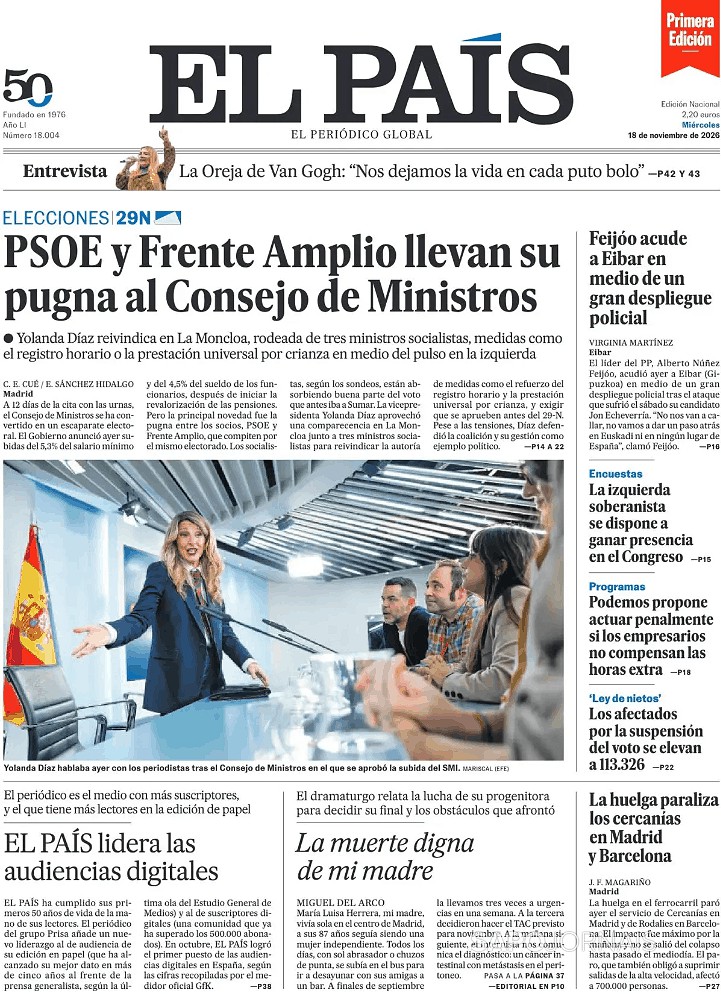 Primera
Edición
50
EL PAÍS
EL PERIÓDICO GLOBAL
Fundado en 1976
Año LI
Número 18.004
Edición Nacional
2,20 euros
Miércoles
18 de noviembre de 2026
Entrevista
La Oreja de Van Gogh: “Nos dejamos la vida en cada puto bolo” —P42 Y 43
ELECCIONES|29N
PSOE y Frente Amplio llevan su
pugna al Consejo de Ministros
● Yolanda Díaz reivindica en La Moncloa, rodeada de tres ministros socialistas, medidas como
el registro horario o la prestación universal por crianza en medio del pulso en la izquierda
C. E. CUÉ / E. SÁNCHEZ HIDALGO
Madrid
A 12 días de la cita con las urnas,
el Consejo de Ministros se ha con-
vertido en un escaparate electo-
ral. El Gobierno anunció ayer su-
bidas del 5,3% del salario mínimo
y del 4,5% del sueldo de los fun-
cionarios, después de iniciar la
revalorización de las pensiones.
Pero la principal novedad fue la
pugna entre los socios, PSOE y
Frente Amplio, que compiten por
el mismo electorado. Los socialis-
tas, según los sondeos, están ab-
sorbiendo buena parte del voto
que antes iba a Sumar. La vicepre-
sidenta Yolanda Díaz aprovechó
una comparecencia en La Mon-
cloa junto a tres ministros socia-
listas para reivindicar la autoría
de medidas como el refuerzo del
registro horario y la prestación
universal por crianza, y exigir
que se aprueben antes del 29-N.
Pese a las tensiones, Díaz defen-
dió la coalición y su gestión como
ejemplo político. —P14 A 22
Yolanda Díaz hablaba ayer con los periodistas tras el Consejo de Ministros en el que se aprobó la subida del SMI. MARISCAL (EFE)
Feijóo acude
a Eibar en
medio de un
gran despliegue
policial
VIRGINIA MARTÍNEZ
Eibar
El líder del PP, Alberto Núñez
Feijóo, acudió ayer a Eibar (Gi-
puzkoa) en medio de un gran
despliegue policial tras el ataque
que sufrió el sábado su candidato
Jon Echeverría. “No nos van a ca-
llar, no vamos a dar un paso atrás
en Euskadi ni en ningún lugar de
España”, clamó Feijóo. —P16
Encuestas
La izquierda
soberanista
se dispone a
ganar presencia
en el Congreso —P15
Programas
Podemos propone
actuar penalmente
si los empresarios
no compensan las
horas extra —P18
‘Ley de nietos’
Los afectados
por la suspensión
del voto se elevan
a 113.326 —P22
El periódico es el medio con más suscriptores,
y el que tiene más lectores en la edición de papel
EL PAÍS lidera las
audiencias digitales
EL PAÍS ha cumplido sus pri-
meros 50 años de vida de la ma-
no de sus lectores. El periódico
del grupo Prisa añade un nue-
vo liderazgo al de audiencia de
su edición en papel (que ha al-
canzado su mejor dato en más
de cinco años al frente de la
prensa generalista, según la úl-
tima ola del Estudio General de
Medios) y al de suscriptores di-
gitales (una comunidad que ya
ha superado los 500.000 abona-
dos). En octubre, EL PAÍS logró
el primer puesto de las audien-
cias digitales en España, según
las cifras recopiladas por el me-
didor oficial GfK. —P38
El dramaturgo relata la lucha de su progenitora
para decidir su final y los obstáculos que afrontó
La muerte digna
de mi madre
MIGUEL DEL ARCO
María Luisa Herrera, mi madre,
vivía sola en el centro de Madrid,
a sus 87 años seguía siendo una
mujer independiente. Todos los
días, con sol abrasador o chuzos
de punta, se subía en el bus para
ir a desayunar con sus amigas a
un bar. A finales de septiembre
la llevamos tres veces a urgen-
cias en una semana. A la tercera
decidieron hacer el TAC previsto
para noviembre. A la mañana si-
guiente, era octubre, nos comu-
nica el diagnóstico: un cáncer in-
testinal con metástasis en el peri-
toneo. PASA A LA PÁGINA 37
—EDITORIAL EN P10
La huelga paraliza
los cercanías
en Madrid
y Barcelona
J. F. MAGARIÑO
Madrid
La huelga en el ferrocarril paró
ayer el servicio de Cercanías en
Madrid y de Rodalies en Barcelo-
na. El impacto fue máximo por la
mañana, y se salió del colapso
hasta pasado el mediodía. El pa-
ro, que también obligó a suprimir
salidas de la alta velocidad, afectó
a 700.000 personas. —P27